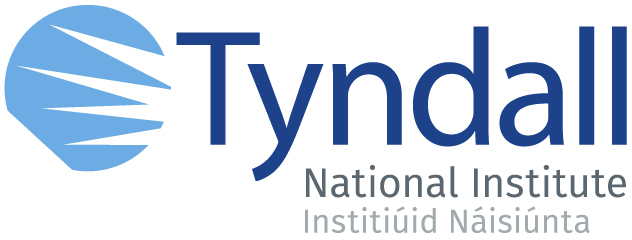 Tyndall
National Institute
Institiúid Náisiúnta